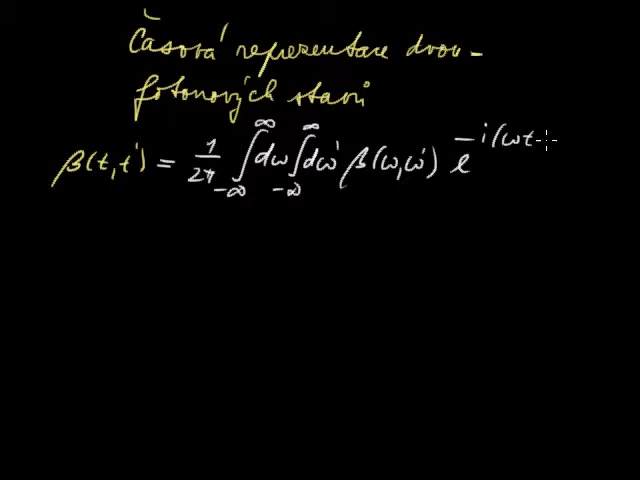 Časová reprezentace dvou-
fotonových stavů
β(t,t') = 1/2π ∫_{-∞}^{∞} dω ∫_{-∞}^{∞} dω' β(ω,ω') e^{-i(ωt